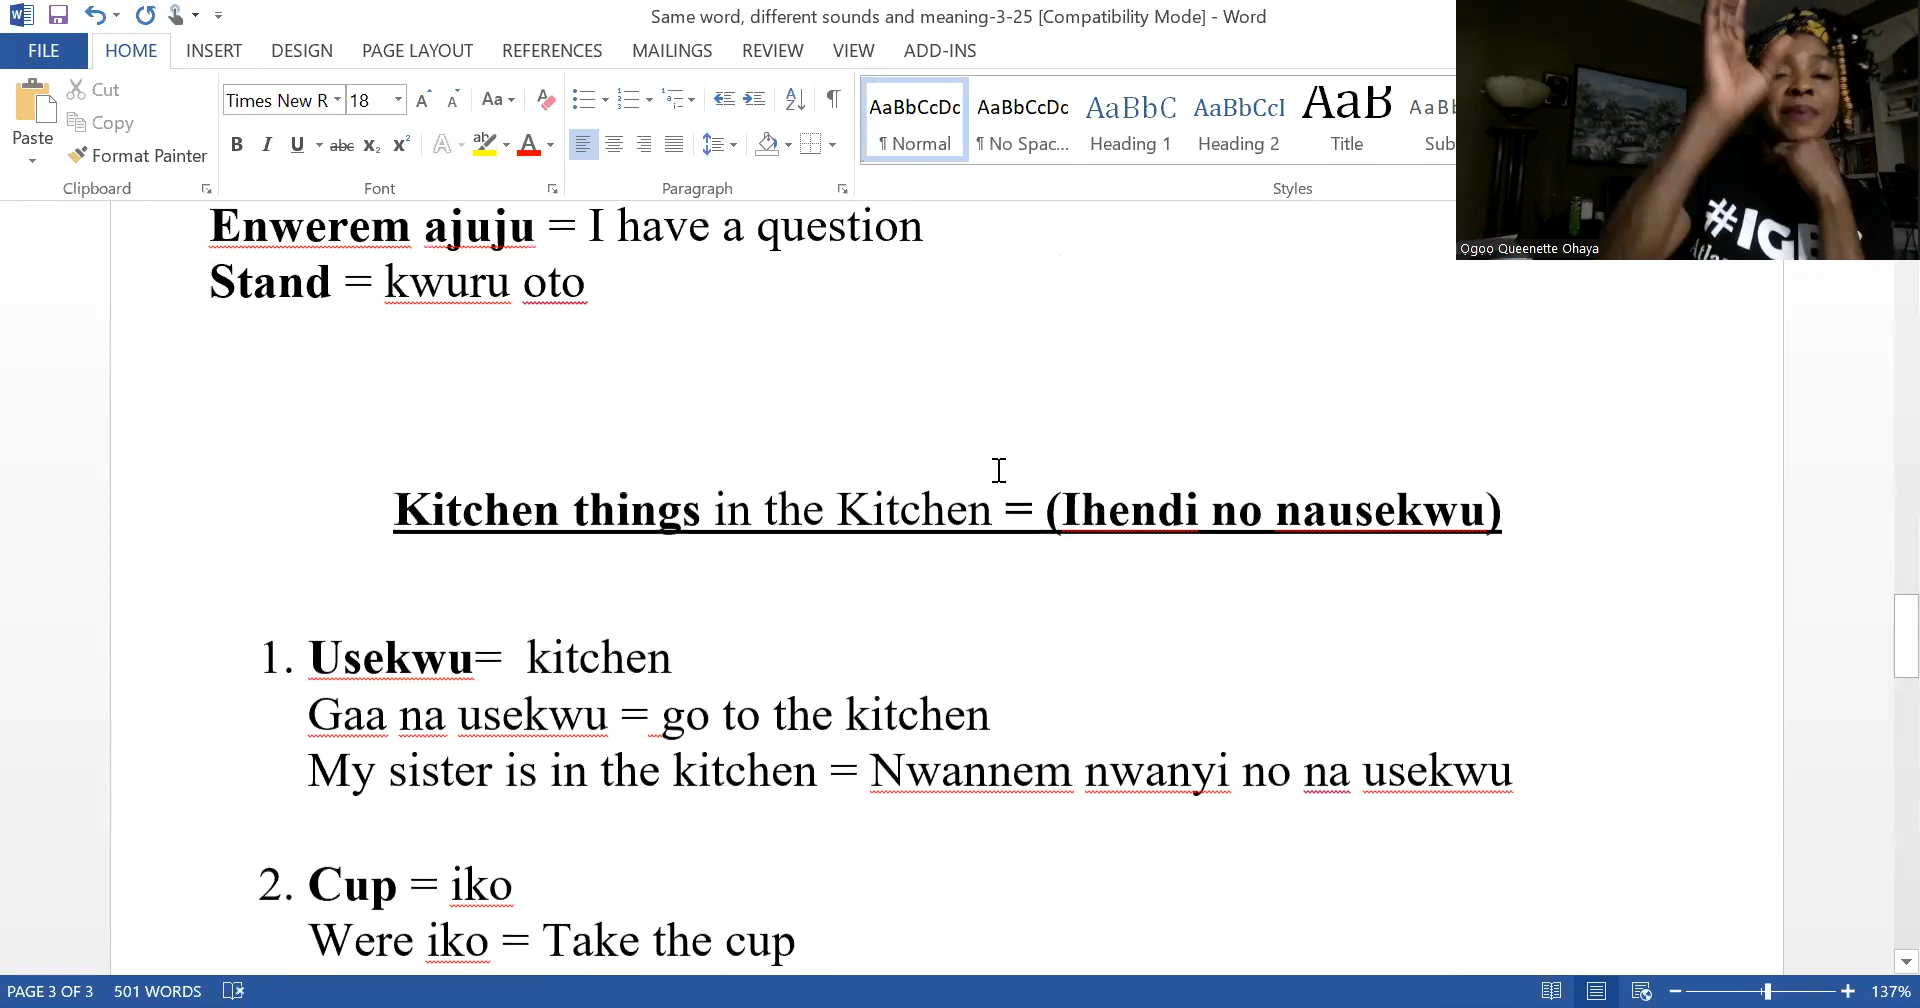 Same word, different sounds and meaning-3-25 [Compatibility Mode] - Word
FILE HOME INSERT DESIGN PAGE LAYOUT REFERENCES MAILINGS REVIEW VIEW ADD-INS
Paste
Cut
Copy
Format Painter
Clipboard
Times New R 18
Font
Paragraph
AaBbCcDc AaBbCcDc AaBbC AaBbCcI AaB AaBb
¶ Normal ¶ No Spac... Heading 1 Heading 2 Title Sub
Styles
#IGB
Atla
Ọgọọ Queenette Ohaya
Enwerem ajuju = I have a question
Stand = kwuru oto
Kitchen things in the Kitchen = (Ihendi no nausekwu)
1. Usekwu= kitchen
Gaa na usekwu = go to the kitchen
My sister is in the kitchen = Nwannem nwanyi no na usekwu
2. Cup = iko
Were iko = Take the cup
PAGE 3 OF 3 501 WORDS 137%